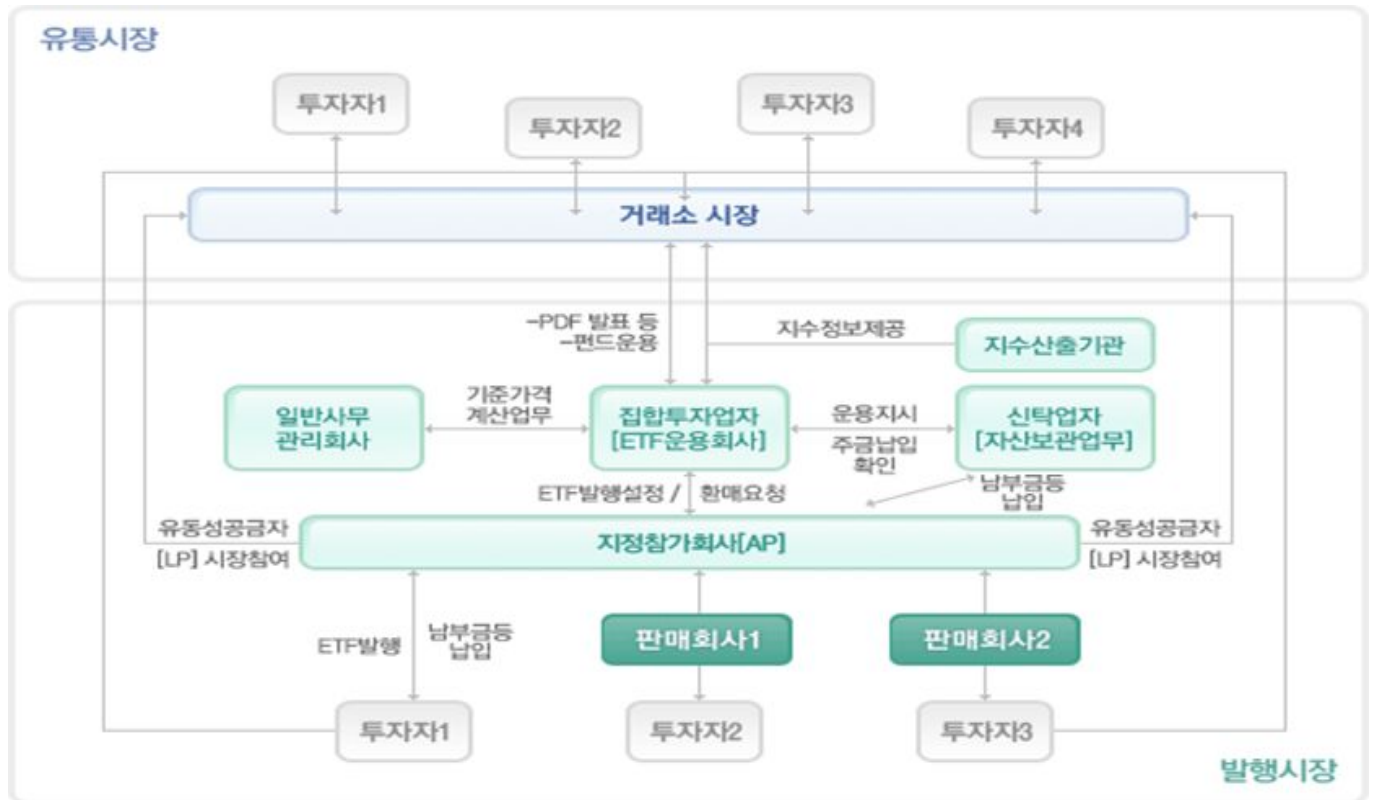 유통시장
투자자1
투자자2
투자자3
투자자4
거래소 시장
-PDF 발표 등
-펀드운용
지수정보제공
지수산출기관
일반사무
관리회사
기준가격
계산업무
집합투자업자
[ETF운용회사]
운용지시
주금납입
확인
신탁업자
[자산보관업무]
ETF발행설정 / 환매요청
남부금등
납입
유동성공금자
[LP] 시장참여
지정참가회사[AP]
유동성공금자
[LP] 시장참여
ETF발행
남부금등
납입
판매회사1
판매회사2
투자자1
투자자2
투자자3
발행시장